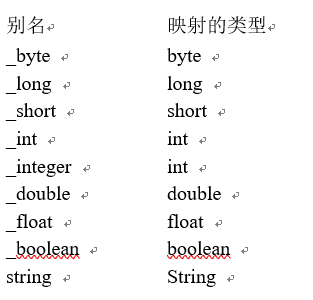 别名 映射的类型
_byte byte
_long long
_short short
_int int
_integer int
_double double
_float float
_boolean boolean
string String